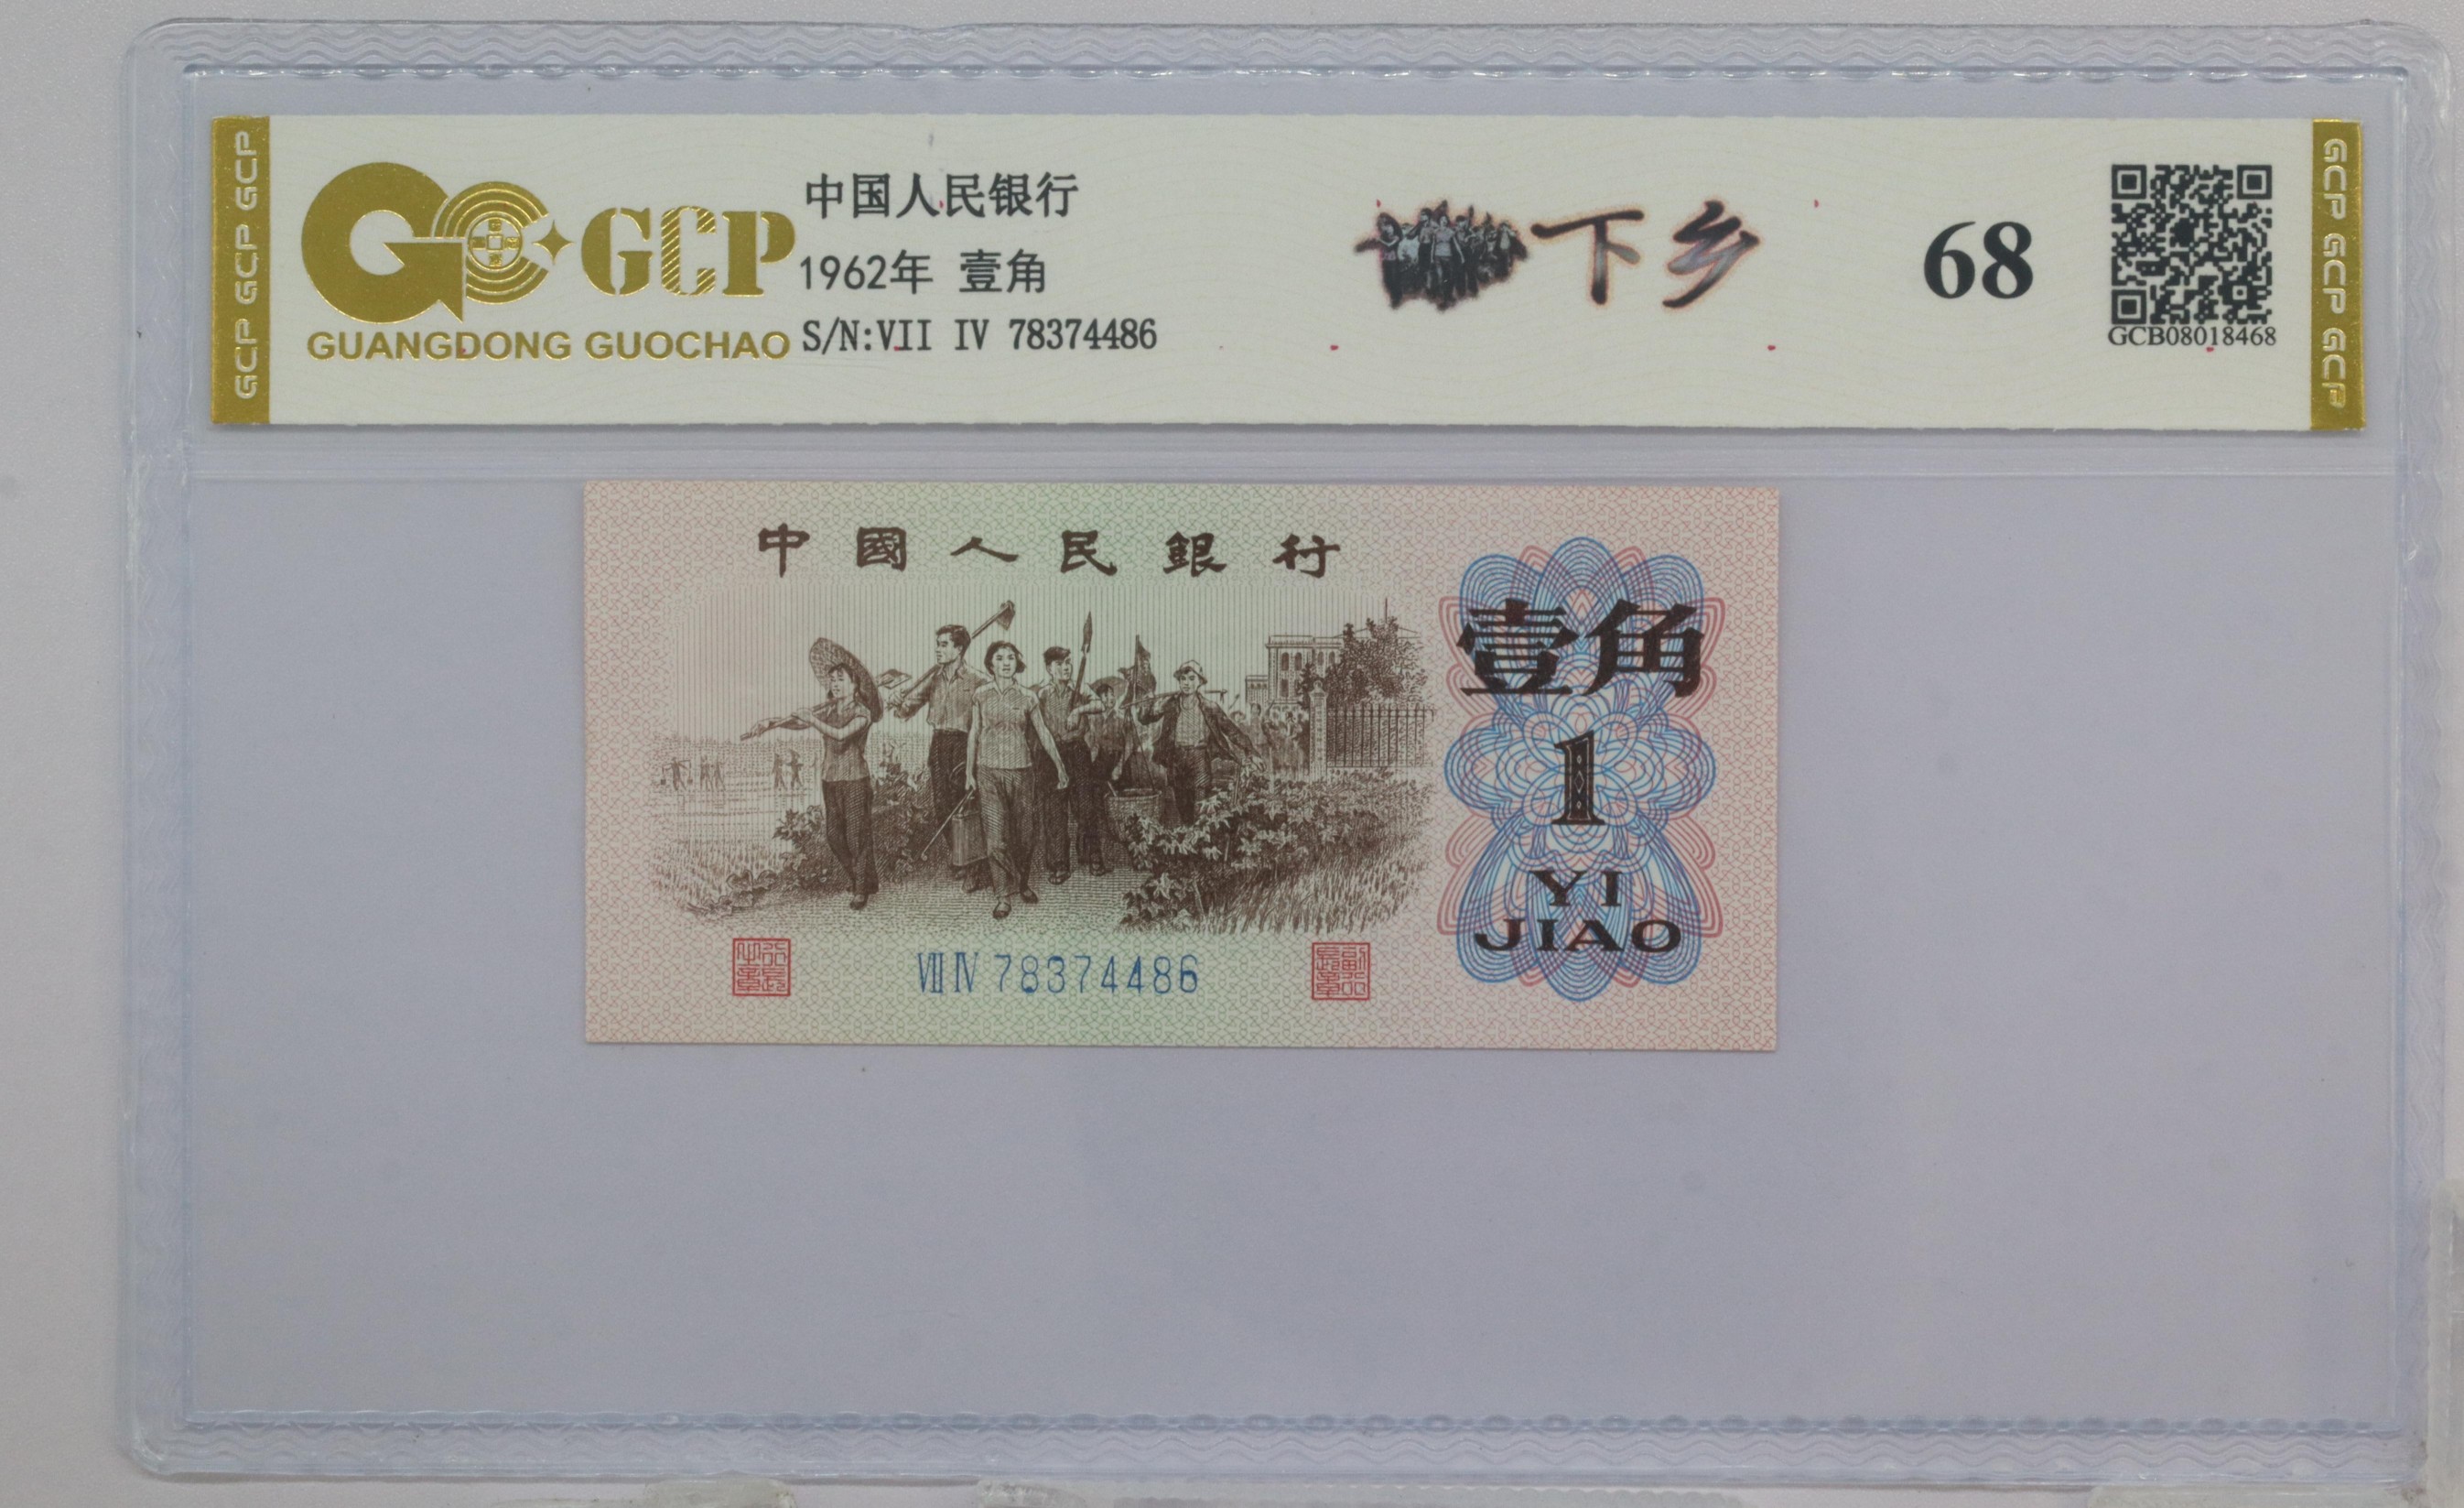 GCP GCP GCP
GCP
GUANGDONG GUOCHAO
中国人民银行
1962年 壹角
S/N:VII IV 78374486
下乡
68
GCB08018468
GCP GCP GCP
中國人民銀行
壹角
1
YI
JIAO
VII IV 78374486